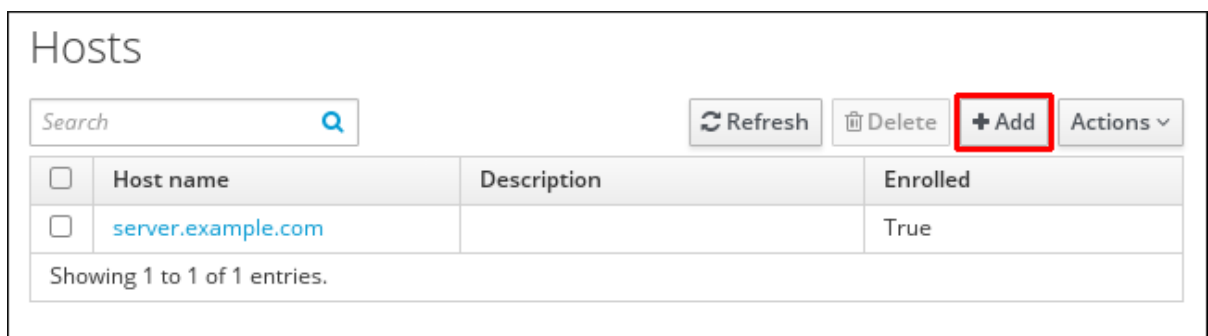 Hosts
Search Refresh Delete Add Actions
Host name Description Enrolled
server.example.com True
Showing 1 to 1 of 1 entries.